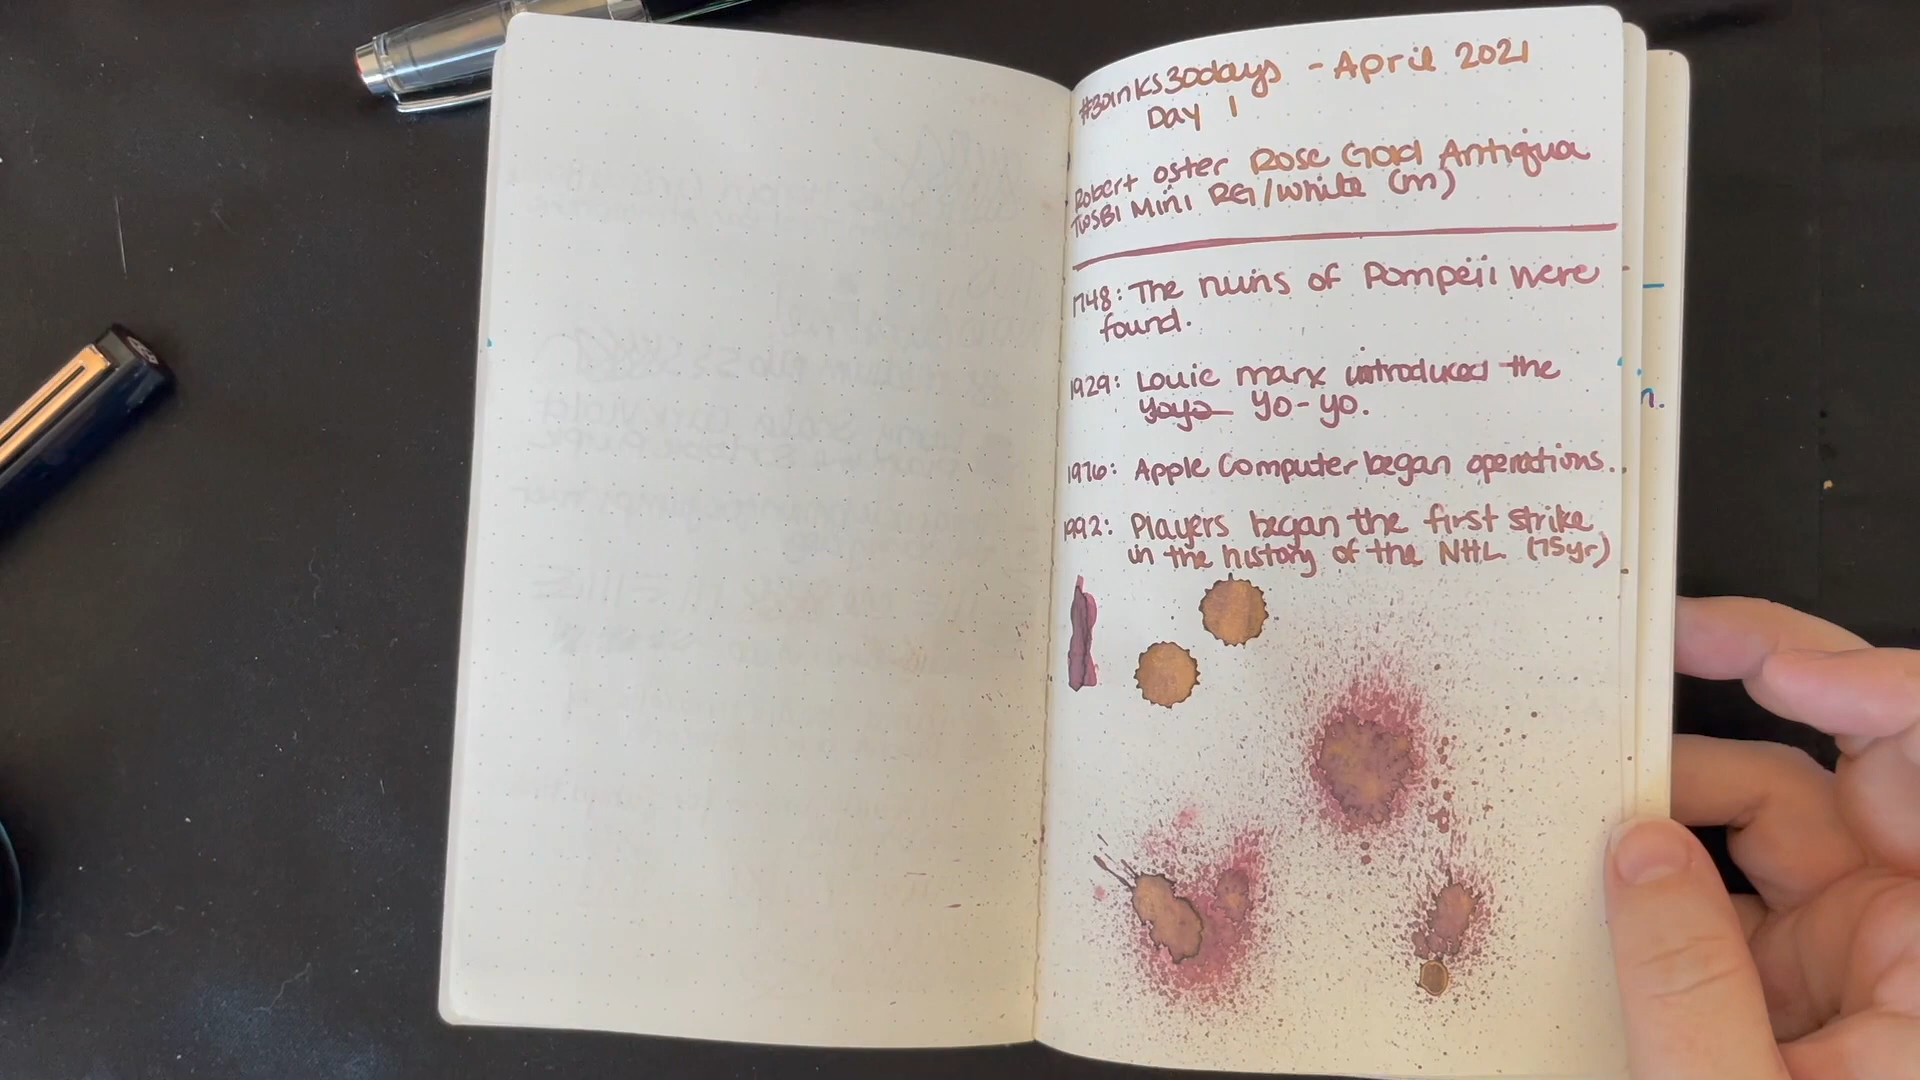 #30inks30days - April 2021
Day 1
Robert Oster Rose Gold Antiqua
TWSBI Mini RG/White (m)
1748: The ruins of Pompeii were
found.
1929: Louie Marx introduced the
yoyo yo-yo.
1976: Apple Computer began operations.
1992: Players began the first strike
in the history of the NHL (75yr)
n.